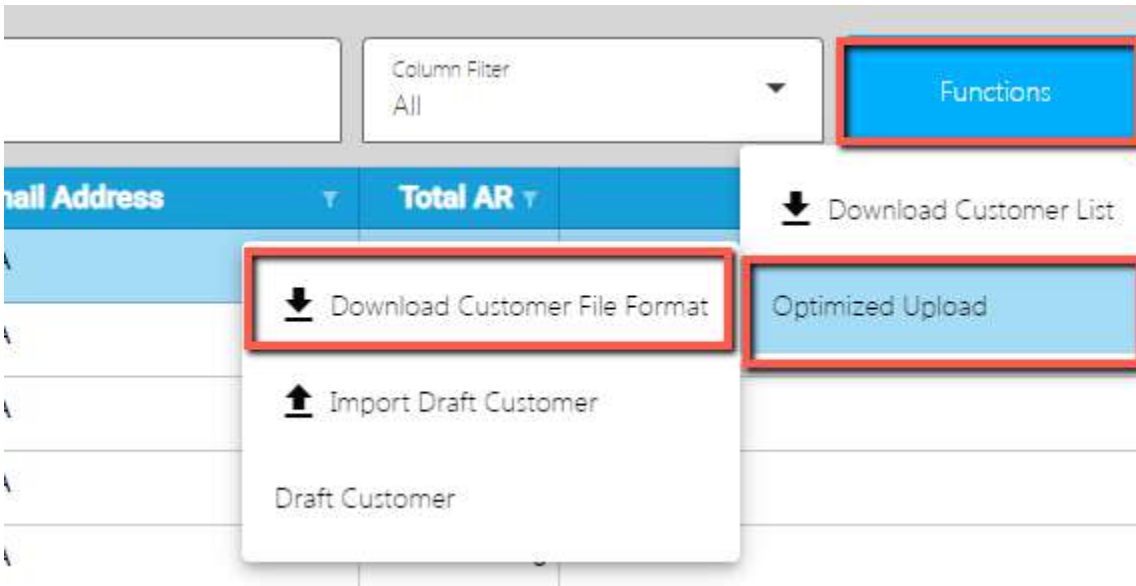 Column Filter
All
Functions
mail Address
Total AR
Download Customer List
Download Customer File Format
Optimized Upload
Import Draft Customer
Draft Customer